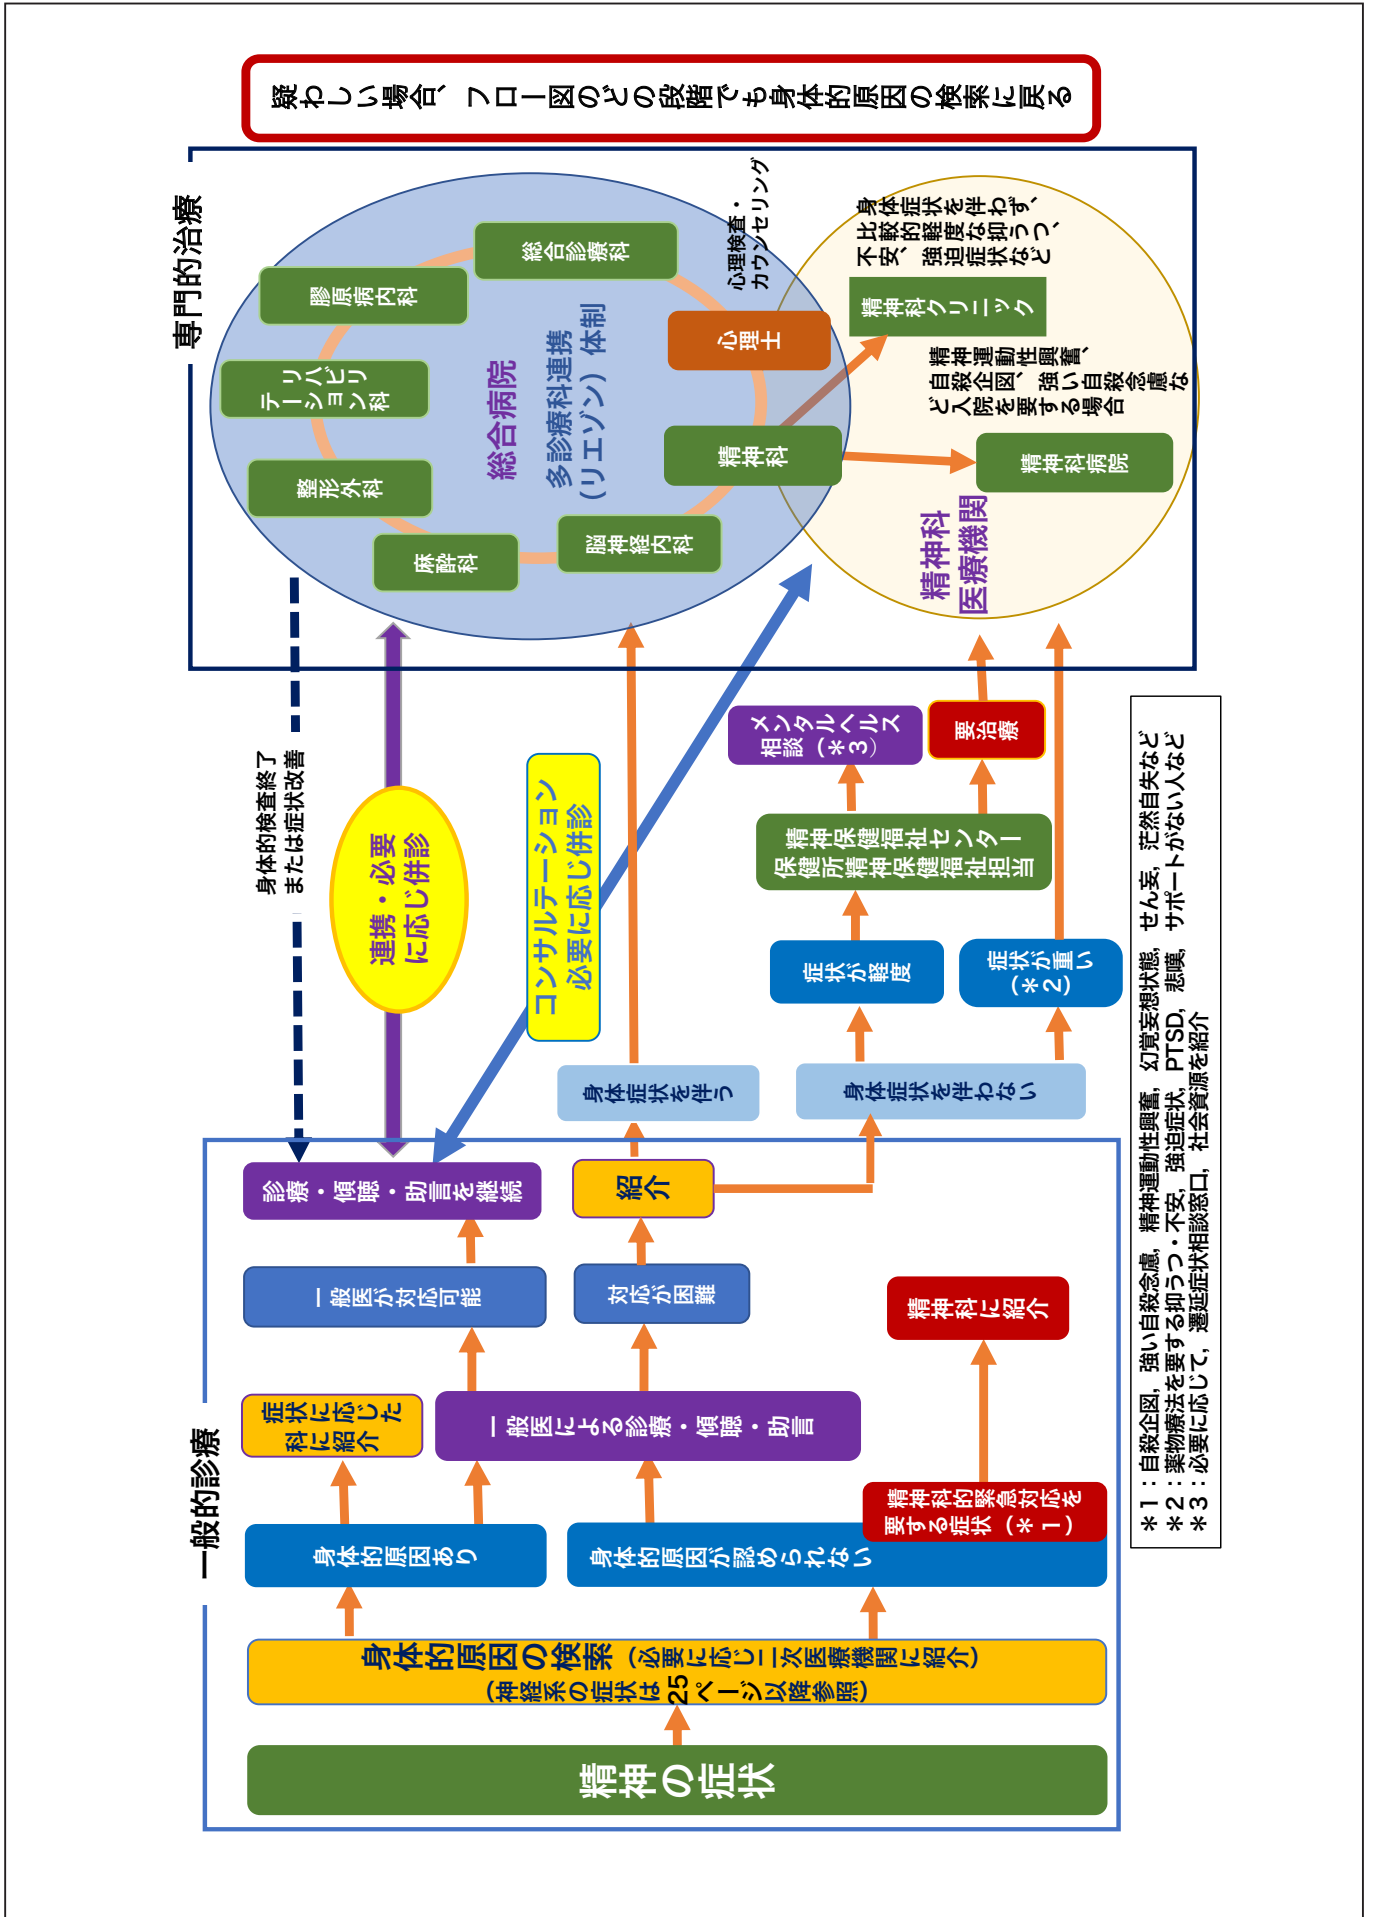 疑わしい場合、フロー図のどの段階でも身体的原因の検索に戻る
一般的診療
精神の症状
身体的原因の検索（必要に応じ二次医療機関に紹介）
（神経系の症状は25ページ以降参照）
身体的原因あり
身体的原因が認められない
精神科的緊急対応を
要する症状（＊１）
症状に応じた
科に紹介
一般医による診療・傾聴・助言
精神科に紹介
一般医が対応可能
対応が困難
診療・傾聴・助言を継続
紹介
身体症状を伴う
身体症状を伴わない
身体的検査終了
または症状改善
連携・必要
に応じ併診
コンサルテーション
必要に応じ併診
症状が軽度
症状が重い
（＊２）
精神保健福祉センター
保健所精神保健福祉担当
メンタルヘルス
相談（＊３）
要治療
専門的治療
膠原病内科
総合診療科
リハビリ
テーション科
整形外科
麻酔科
脳神経内科
精神科
心理士
総合病院
多診療科連携
（リエゾン）体制
心理検査・
カウンセリング
身体症状を伴わず、
比較的軽度な抑うつ、
不安、強迫症状など
精神科クリニック
精神運動性興奮、
自殺企図、強い自殺念慮な
ど入院を要する場合
精神科病院
精神科
医療機関
＊１：自殺企図，強い自殺念慮，精神運動性興奮，幻覚妄想状態，せん妄，茫然自失など
＊２：薬物療法を要する抑うつ・不安，強迫症状，PTSD，悲嘆，サポートがない人など
＊３：必要に応じて，遷延症状相談窓口，社会資源を紹介